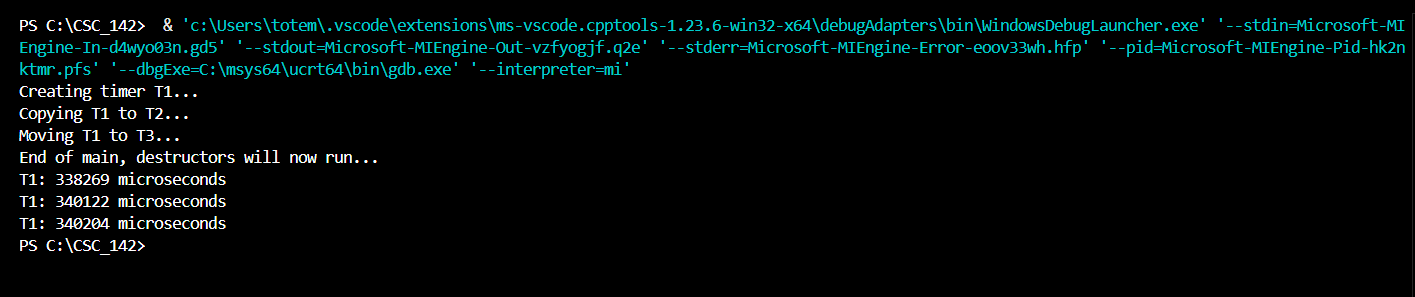 PS C:\CSC_142>  & 'c:\Users\totem\.vscode\extensions\ms-vscode.cpptools-1.23.6-win32-x64\debugAdapters\bin\WindowsDebugLauncher.exe' '--stdin=Microsoft-MI
Engine-In-d4wyo03n.gd5' '--stdout=Microsoft-MIEngine-Out-vzfyogjf.q2e' '--stderr=Microsoft-MIEngine-Error-eoov33wh.hfp' '--pid=Microsoft-MIEngine-Pid-hk2n
ktmr.pfs' '--dbgExe=C:\msys64\ucrt64\bin\gdb.exe' '--interpreter=mi'
Creating timer T1...
Copying T1 to T2...
Moving T1 to T3...
End of main, destructors will now run...
T1: 338269 microseconds
T1: 340122 microseconds
T1: 340204 microseconds
PS C:\CSC_142>